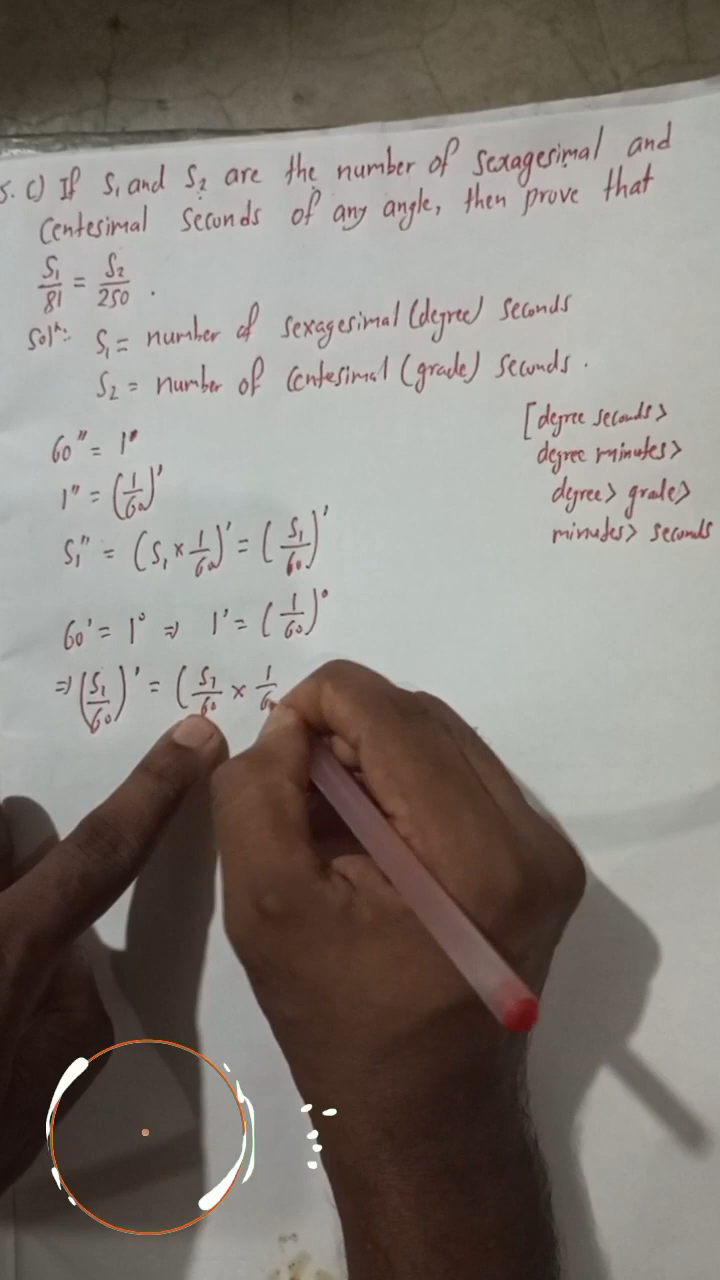 5. c) If S₁ and S₂ are the number of sexagesimal and
Centesimal Seconds of any angle, then prove that
S₁/81 = S₂/250 .
Solⁿ: S₁ = number of sexagesimal (degree) seconds
S₂ = number of Centesimal (grade) seconds .
[degree seconds>
degree minutes>
degree> grade>
minutes> seconds
60" = 1'
1" = (1/60)'
S₁" = (S₁ × 1/60)' = (S₁/60)'
60' = 1° ⇒ 1' = (1/60)°
⇒ (S₁/60)' = (S₁/60 × 1/60